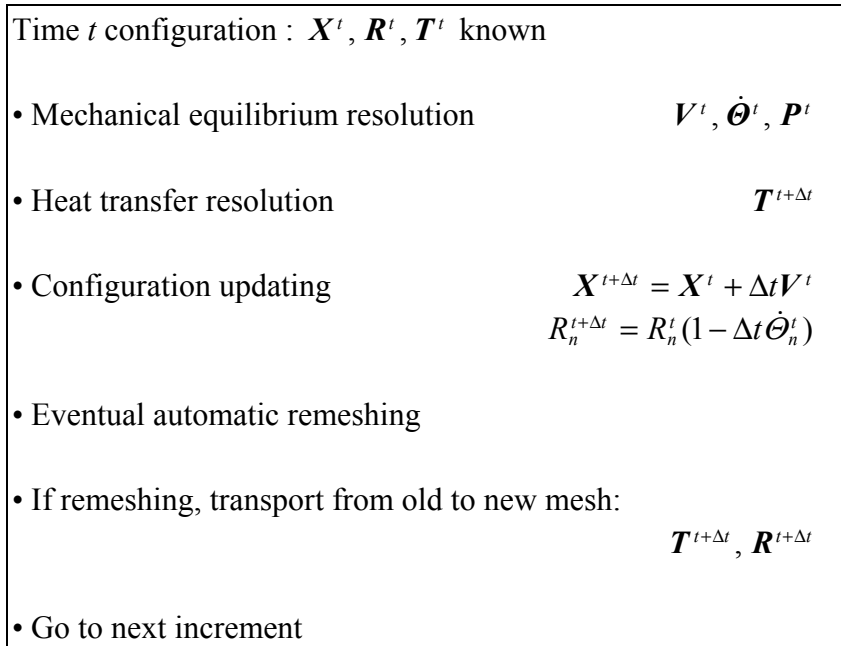 Time t configuration : X^t, R^t, T^t known
• Mechanical equilibrium resolution V^t, Θ̇^t, P^t
• Heat transfer resolution T^{t+Δt}
• Configuration updating X^{t+Δt} = X^t + ΔtV^t
R_n^{t+Δt} = R_n^t(1 − ΔtΘ̇_n^t)
• Eventual automatic remeshing
• If remeshing, transport from old to new mesh:
T^{t+Δt}, R^{t+Δt}
• Go to next increment